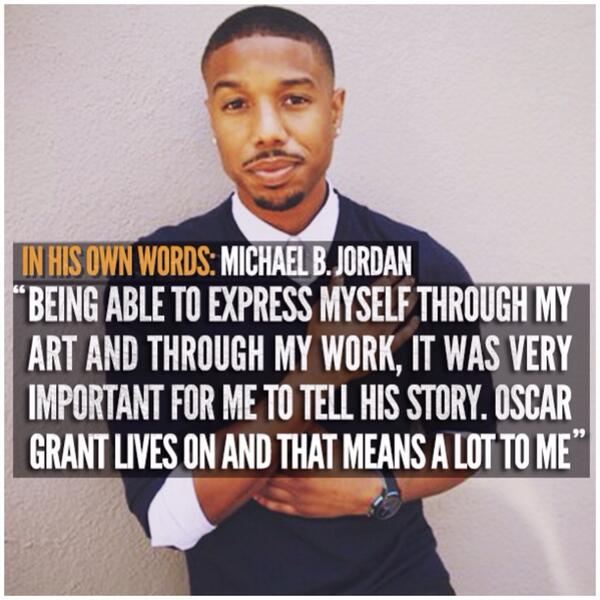 IN HIS OWN WORDS: MICHAEL B. JORDAN
“BEING ABLE TO EXPRESS MYSELF THROUGH MY
ART AND THROUGH MY WORK, IT WAS VERY
IMPORTANT FOR ME TO TELL HIS STORY. OSCAR
GRANT LIVES ON AND THAT MEANS A LOT TO ME”